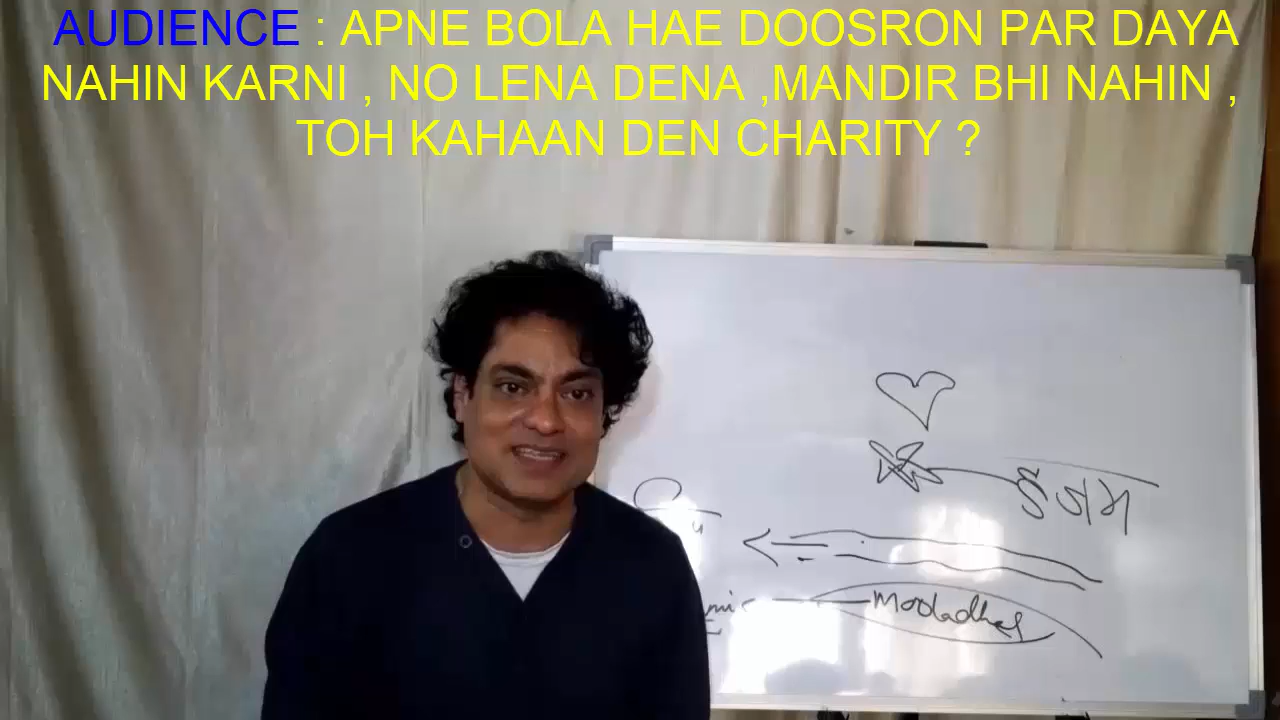 AUDIENCE : APNE BOLA HAE DOOSRON PAR DAYA
NAHIN KARNI , NO LENA DENA ,MANDIR BHI NAHIN ,
TOH KAHAAN DEN CHARITY ?